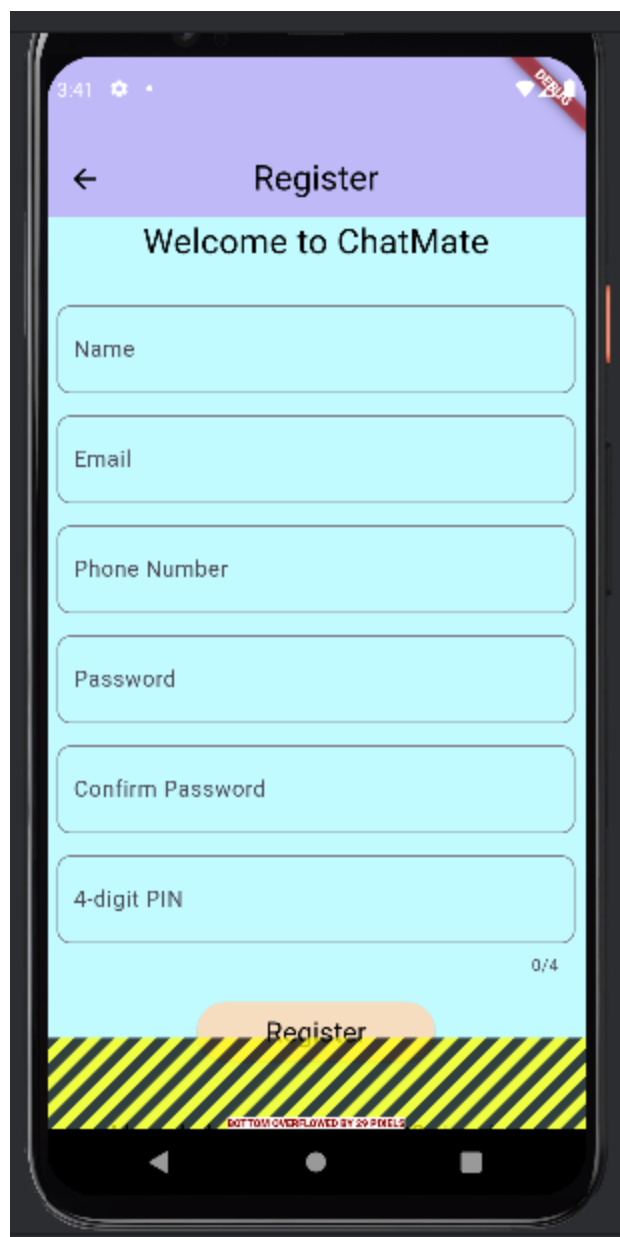 3:41
DEBUG
Register
Welcome to ChatMate
Name
Email
Phone Number
Password
Confirm Password
4-digit PIN
0/4
Register
BOTTOM OVERFLOWED BY 29 PIXELS